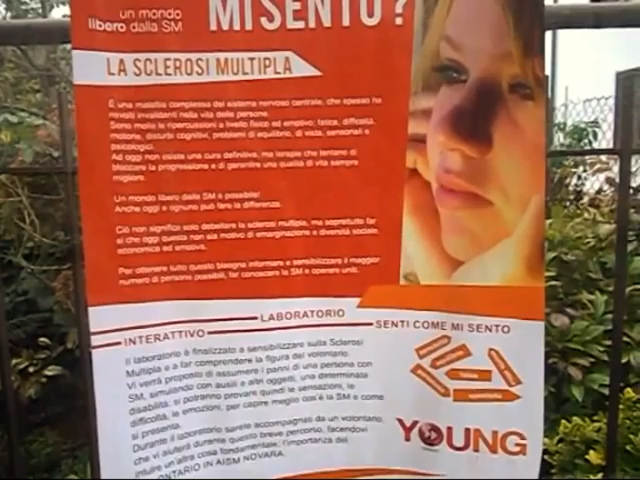 un mondo
libero dalla SM
MI SENTO?
LA SCLEROSI MULTIPLA
È una malattia complessa del sistema nervoso centrale, che spesso ha
risvolti invalidanti nella vita delle persone.
Sono molte le ripercussioni a livello fisico ed emotivo: fatica, difficoltà
motorie, disturbi cognitivi, problemi di equilibrio, di vista, sensoriali e
psicologici.
Ad oggi non esiste una cura definitiva, ma terapie che tentano di
bloccare la progressione e di garantire una qualità di vita sempre
migliore.
Un mondo libero dalla SM è possibile!
Anche oggi e ognuno può fare la differenza.
Ciò non significa solo debellare la sclerosi multipla, ma soprattutto far
sì che oggi questa non sia motivo di emarginazione e diversità sociale,
economica ed emotiva.
Per ottenere tutto questo bisogna informare e sensibilizzare il maggior
numero di persone possibili, far conoscere la SM e operare uniti.
LABORATORIO
INTERATTIVO
SENTI COME MI SENTO
Il laboratorio è finalizzato a sensibilizzare sulla Sclerosi
Multipla e a far comprendere la figura del volontario.
Vi verrà proposto di assumere i panni di una persona con
SM, simulando con ausili e altri oggetti, una determinata
disabilità: si potranno provare quindi le sensazioni, le
difficoltà, le emozioni, per capire meglio cos'è la SM e come
si presenta.
Durante il laboratorio sarete accompagnati da un volontario,
che vi aiuterà durante questo breve percorso, facendovi
intuire un'altra cosa fondamentale: l'importanza del
ONTARIO IN AISM NOVARA.
YOUNG